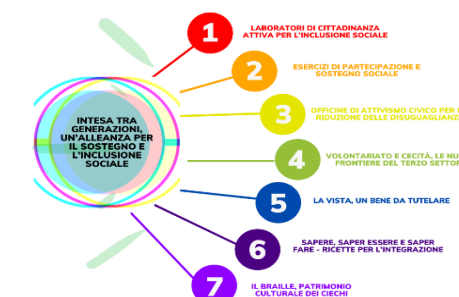 INTESA TRA
GENERAZIONI,
UN'ALLEANZA PER
IL SOSTEGNO E
L'INCLUSIONE
SOCIALE
1
LABORATORI DI CITTADINANZA
ATTIVA PER L'INCLUSIONE SOCIALE
2
ESERCIZI DI PARTECIPAZIONE E
SOSTEGNO SOCIALE
3
OFFICINE DI ATTIVISMO CIVICO PER
RIDUZIONE DELLE DISUGUAGLIANZ
4
VOLONTARIATO E CECITÀ, LE NU
FRONTIERE DEL TERZO SETTOR
5
LA VISTA, UN BENE DA TUTELARE
6
SAPERE, SAPER ESSERE E SAPER
FARE - RICETTE PER L'INTEGRAZIONE
7
IL BRAILLE, PATRIMONIO
CULTURALE DEI CIECHI